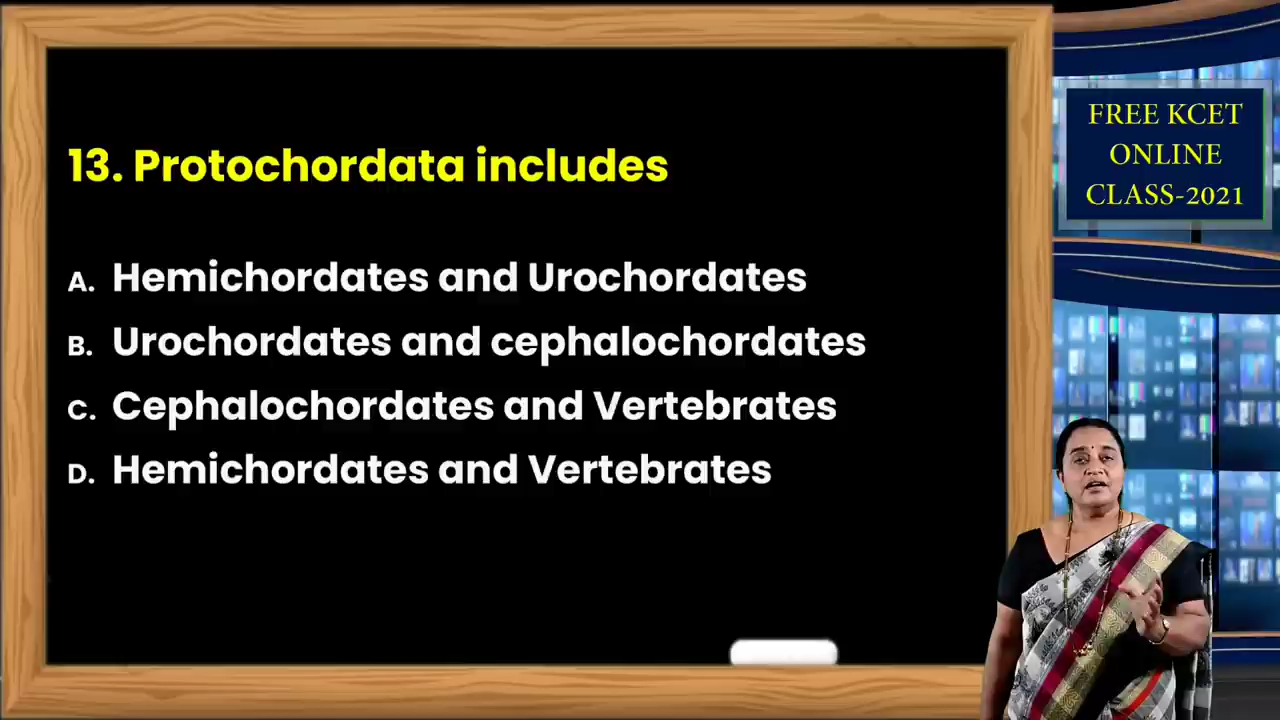 13. Protochordata includes
A. Hemichordates and Urochordates
B. Urochordates and cephalochordates
C. Cephalochordates and Vertebrates
D. Hemichordates and Vertebrates
FREE KCET
ONLINE
CLASS-2021